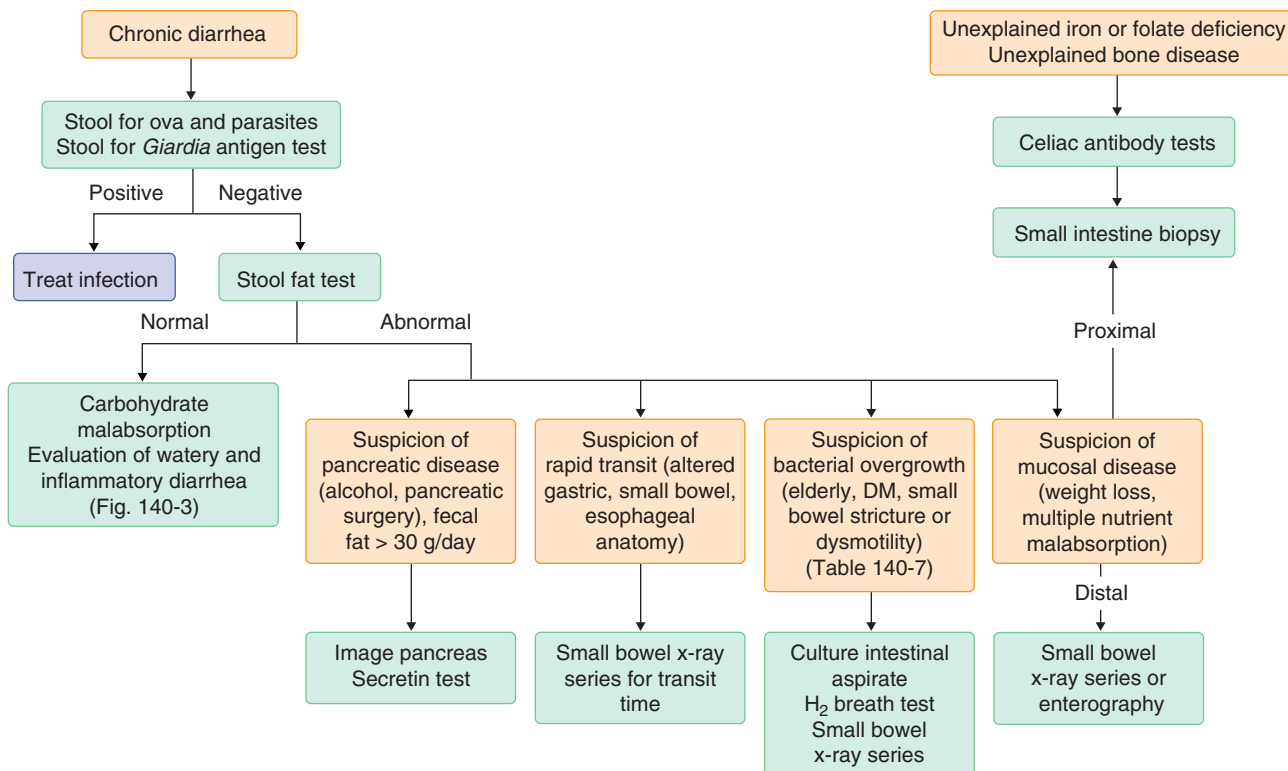 Chronic diarrhea
Stool for ova and parasites
Stool for Giardia antigen test
Positive
Negative
Treat infection
Stool fat test
Normal
Abnormal
Carbohydrate
malabsorption
Evaluation of watery and
inflammatory diarrhea
(Fig. 140-3)
Suspicion of
pancreatic disease
(alcohol, pancreatic
surgery), fecal
fat > 30 g/day
Image pancreas
Secretin test
Suspicion of
rapid transit (altered
gastric, small bowel,
esophageal
anatomy)
Small bowel x-ray
series for transit
time
Suspicion of
bacterial overgrowth
(elderly, DM, small
bowel stricture or
dysmotility)
(Table 140-7)
Culture intestinal
aspirate
H₂ breath test
Small bowel
x-ray series
Suspicion of
mucosal disease
(weight loss,
multiple nutrient
malabsorption)
Distal
Small bowel
x-ray series or
enterography
Proximal
Unexplained iron or folate deficiency
Unexplained bone disease
Celiac antibody tests
Small intestine biopsy